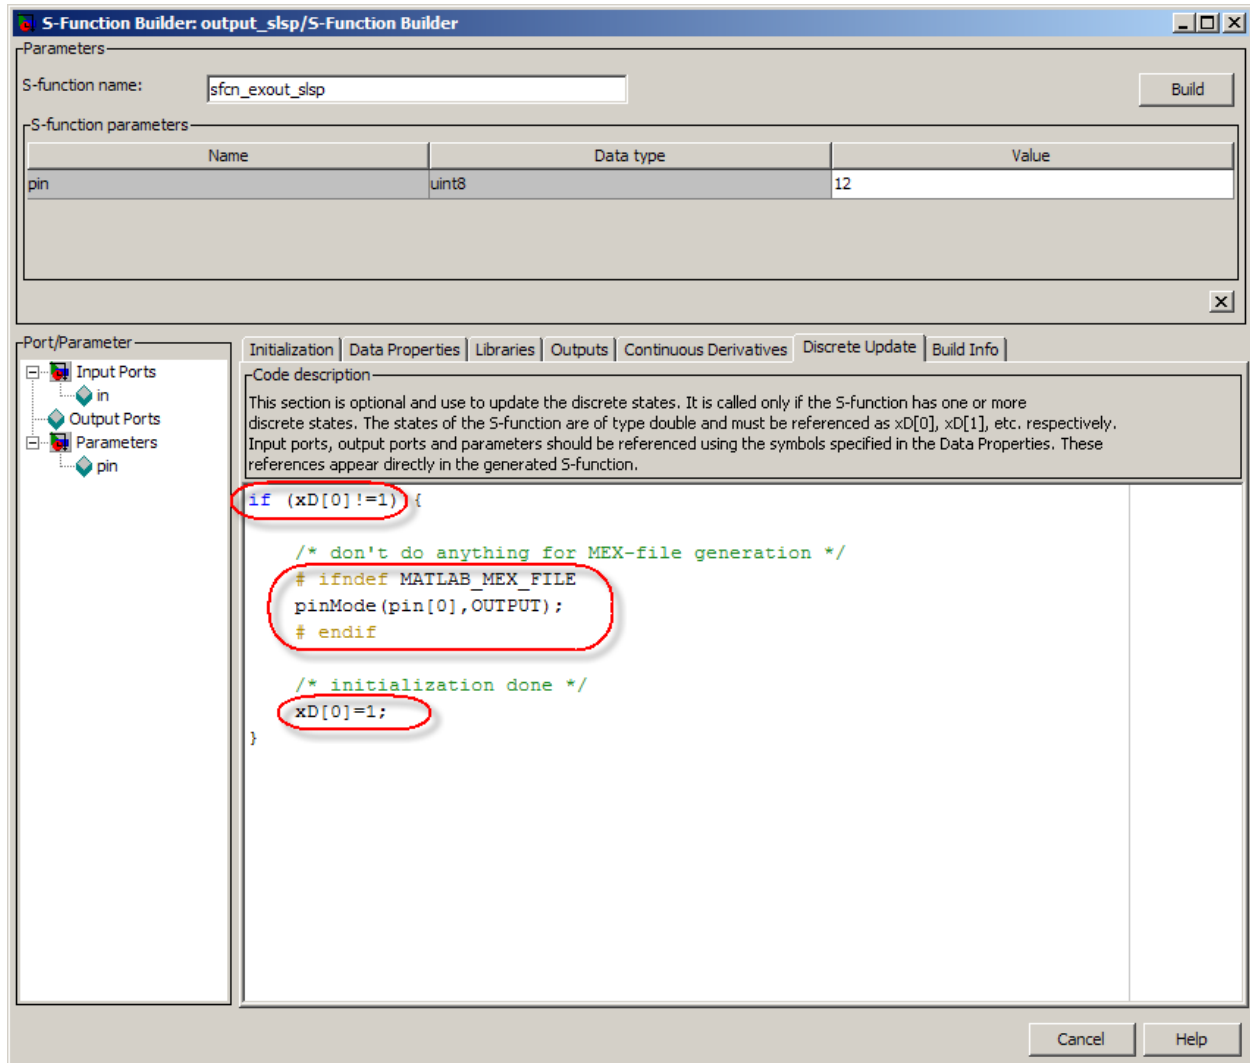 S-Function Builder: output_slsp/S-Function Builder
Parameters
S-function name: sfcn_exout_slsp Build
S-function parameters
Name Data type Value
pin uint8 12
Port/Parameter
Input Ports
in
Output Ports
Parameters
pin
Initialization Data Properties Libraries Outputs Continuous Derivatives Discrete Update Build Info
Code description
This section is optional and use to update the discrete states. It is called only if the S-function has one or more
discrete states. The states of the S-function are of type double and must be referenced as xD[0], xD[1], etc. respectively.
Input ports, output ports and parameters should be referenced using the symbols specified in the Data Properties. These
references appear directly in the generated S-function.
if (xD[0]!=1) {
/* don't do anything for MEX-file generation */
# ifndef MATLAB_MEX_FILE
pinMode(pin[0],OUTPUT);
# endif
/* initialization done */
xD[0]=1;
}
Cancel Help